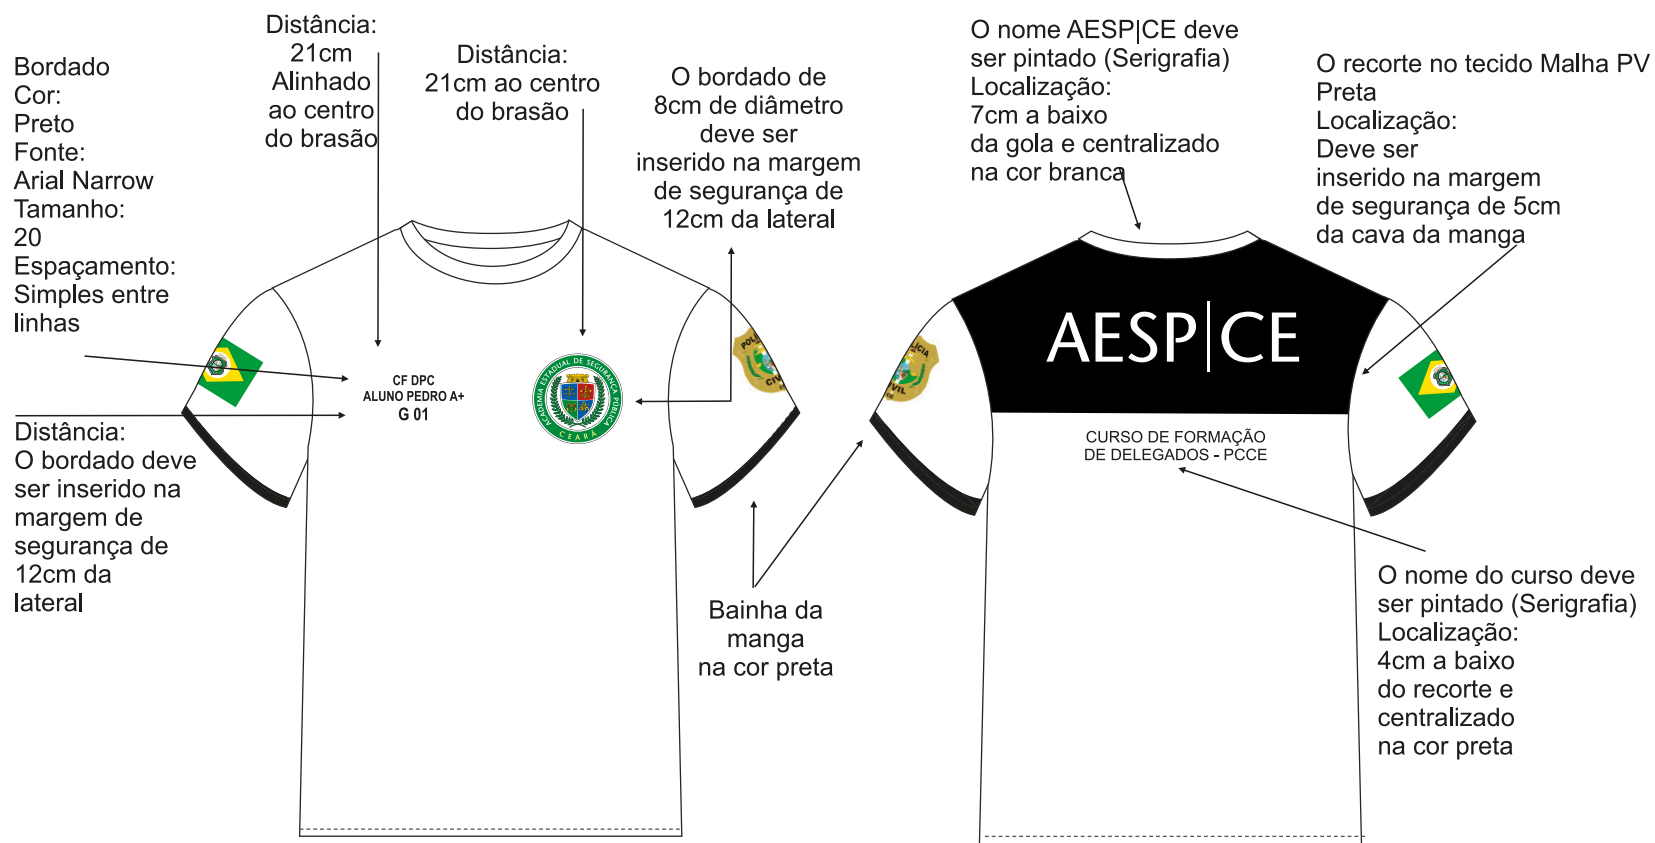 Bordado
Cor:
Preto
Fonte:
Arial Narrow
Tamanho:
20
Espaçamento:
Simples entre
linhas
Distância:
21cm
Alinhado
ao centro
do brasão
Distância:
21cm ao centro
do brasão
O bordado de
8cm de diâmetro
deve ser
inserido na margem
de segurança de
12cm da lateral
O nome AESP|CE deve
ser pintado (Serigrafia)
Localização:
7cm a baixo
da gola e centralizado
na cor branca
O recorte no tecido Malha PV
Preta
Localização:
Deve ser
inserido na margem
de segurança de 5cm
da cava da manga
CF DPC
ALUNO PEDRO A+
G 01
ACADEMIA ESTADUAL DE SEGURANÇA PÚBLICA
CEARÁ
AESP|CE
CURSO DE FORMAÇÃO
DE DELEGADOS - PCCE
Distância:
O bordado deve
ser inserido na
margem de
segurança de
12cm da
lateral
Bainha da
manga
na cor preta
O nome do curso deve
ser pintado (Serigrafia)
Localização:
4cm a baixo
do recorte e
centralizado
na cor preta